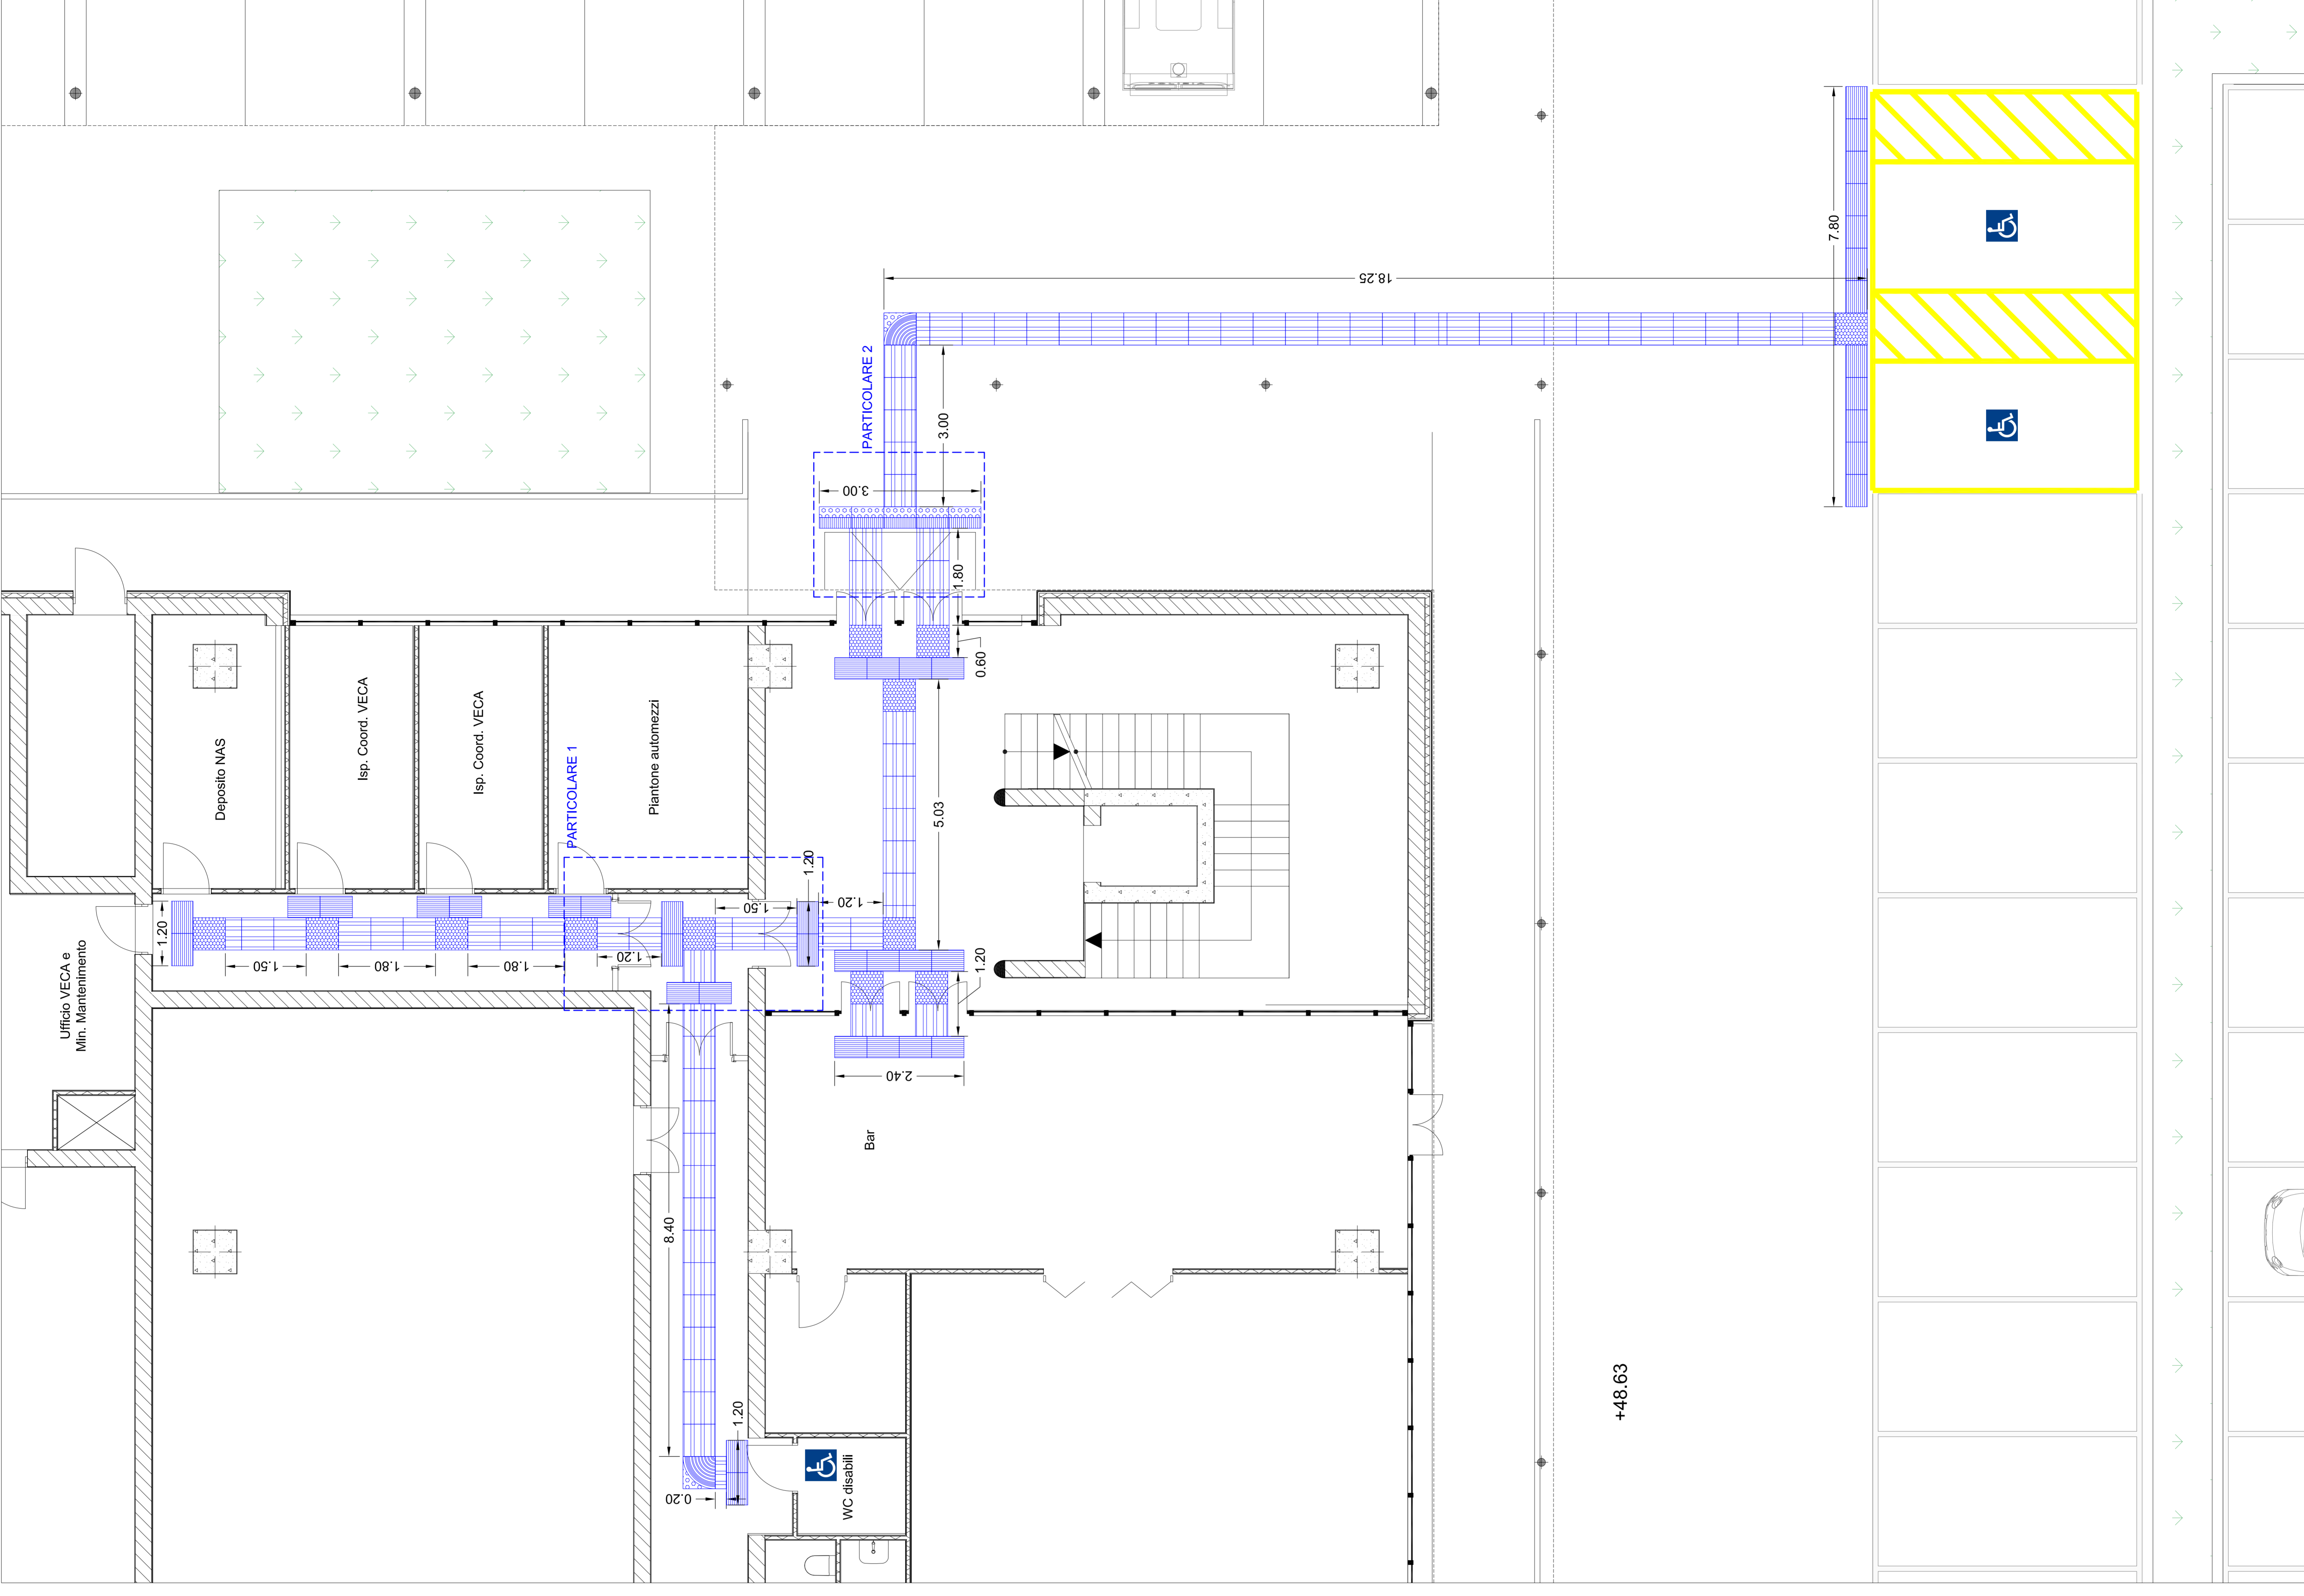 7.80
18.25
PARTICOLARE 2
3.00
3.00
1.80
0.60
Deposito NAS
Isp. Coord. VECA
Isp. Coord. VECA
Piantone automezzi
PARTICOLARE 1
5.03
1.20
1.50
1.20
1.20
Ufficio VECA e
Min. Mantenimento
1.50
1.80
1.80
1.20
1.20
2.40
Bar
8.40
1.20
0.20
WC disabili
+48.63